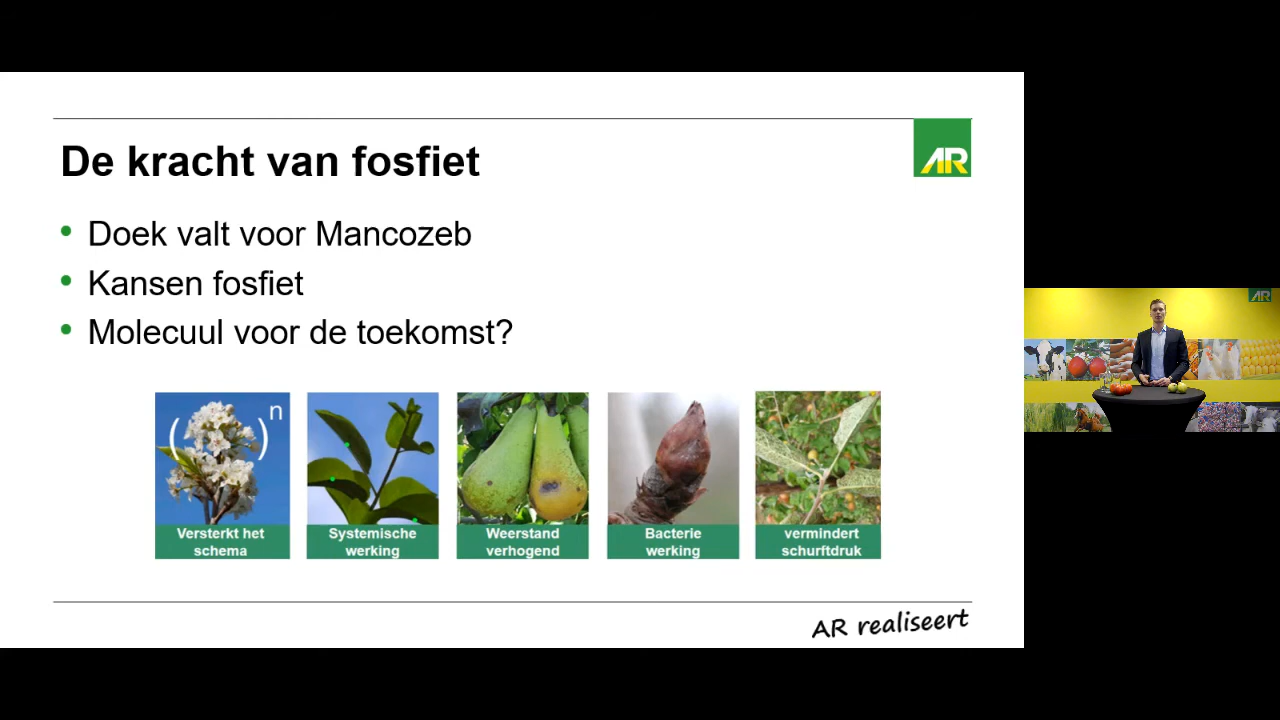 AR
De kracht van fosfiet
Doek valt voor Mancozeb
Kansen fosfiet
Molecuul voor de toekomst?
( )n
Versterkt het
schema
Systemische
werking
Weerstand
verhogend
Bacterie
werking
vermindert
schurftdruk
AR realiseert
AR